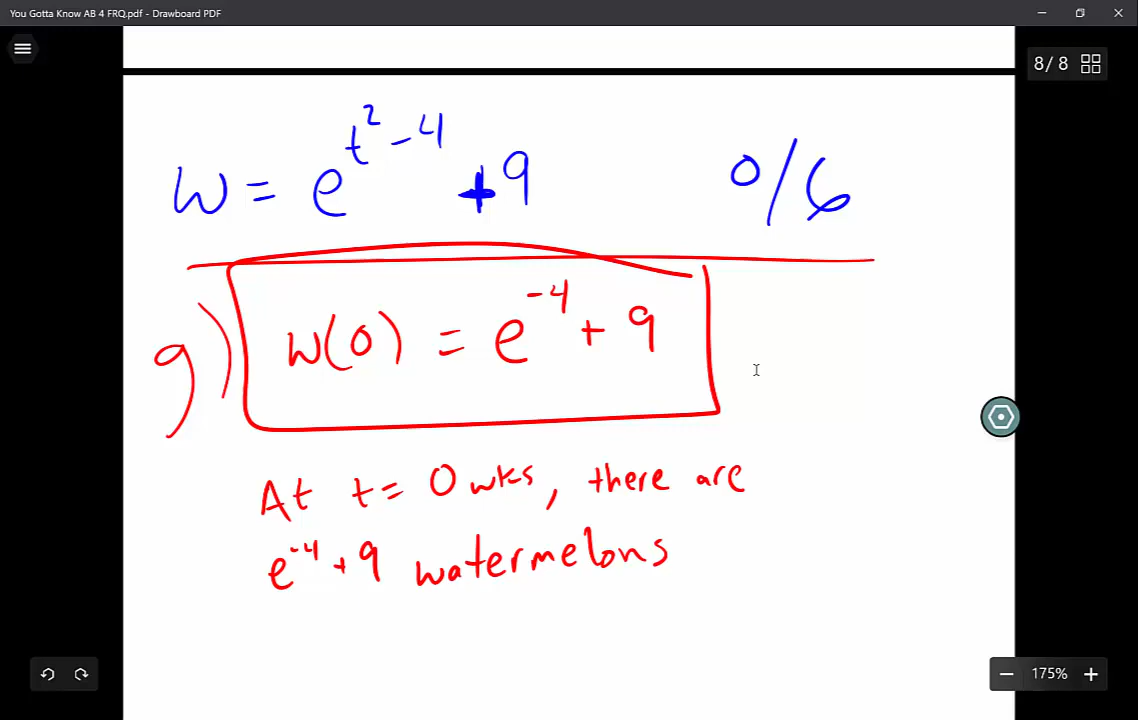 You Gotta Know AB 4 FRQ.pdf - Drawboard PDF
8/8
w = e^{t^2-4} + 9
0/6
g) w(0) = e^{-4} + 9
At t = 0 wks, there are
e^{-4} + 9 watermelons
175%